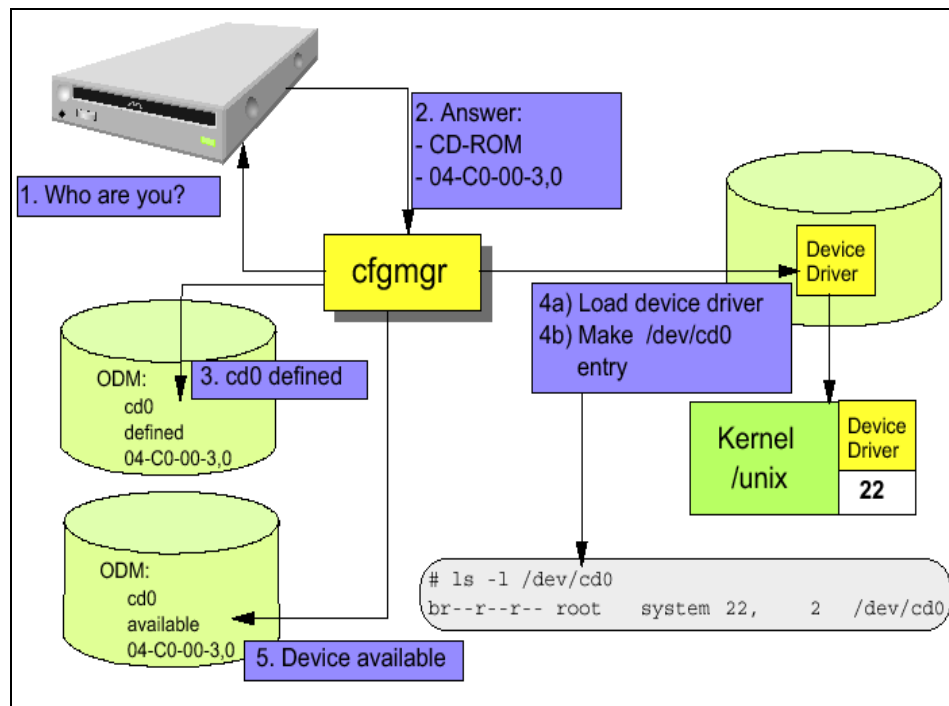 1. Who are you?
2. Answer:
- CD-ROM
- 04-C0-00-3,0
cfgmgr
Device
Driver
3. cd0 defined
ODM:
cd0
defined
04-C0-00-3,0
4a) Load device driver
4b) Make /dev/cd0
entry
Kernel
/unix
Device
Driver
22
# ls -l /dev/cd0
br--r--r-- root system 22, 2 /dev/cd0
ODM:
cd0
available
04-C0-00-3,0
5. Device available